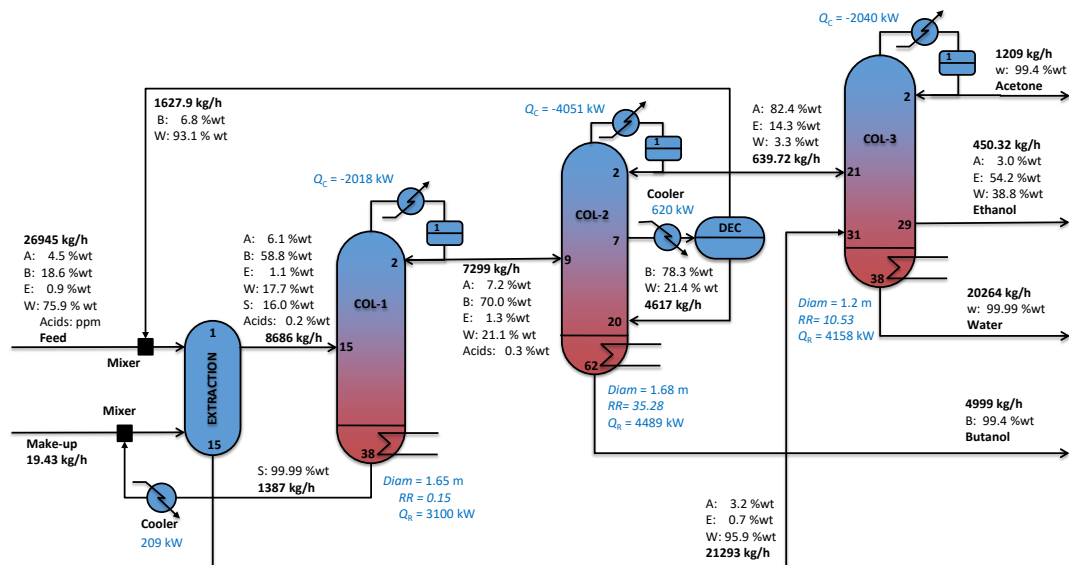 Q_C = -2040 kW
1
1209 kg/h
w: 99.4 %wt
Acetone
2
COL-3
21
31
29
38
450.32 kg/h
A: 3.0 %wt
E: 54.2 %wt
W: 38.8 %wt
Ethanol
20264 kg/h
w: 99.99 %wt
Water
Diam = 1.2 m
RR= 10.53
Q_R = 4158 kW
1627.9 kg/h
B: 6.8 %wt
W: 93.1 % wt
Q_C = -4051 kW
1
2
COL-2
7
9
20
62
A: 82.4 %wt
E: 14.3 %wt
W: 3.3 %wt
639.72 kg/h
Cooler
620 kW
DEC
B: 78.3 %wt
W: 21.4 %wt
4617 kg/h
Diam = 1.68 m
RR= 35.28
Q_R = 4489 kW
4999 kg/h
B: 99.4 %wt
Butanol
Q_C = -2018 kW
1
2
COL-1
15
38
7299 kg/h
A: 7.2 %wt
B: 70.0 %wt
E: 1.3 %wt
W: 21.1 % wt
Acids: 0.3 %wt
26945 kg/h
A: 4.5 %wt
B: 18.6 %wt
E: 0.9 %wt
W: 75.9 % wt
Acids: ppm
Feed
Mixer
A: 6.1 %wt
B: 58.8 %wt
E: 1.1 %wt
W: 17.7 %wt
S: 16.0 %wt
Acids: 0.2 %wt
8686 kg/h
1
EXTRACTION
15
Mixer
Make-up
19.43 kg/h
S: 99.99 %wt
1387 kg/h
Cooler
209 kW
Diam = 1.65 m
RR = 0.15
Q_R = 3100 kW
A: 3.2 %wt
E: 0.7 %wt
W: 95.9 %wt
21293 kg/h